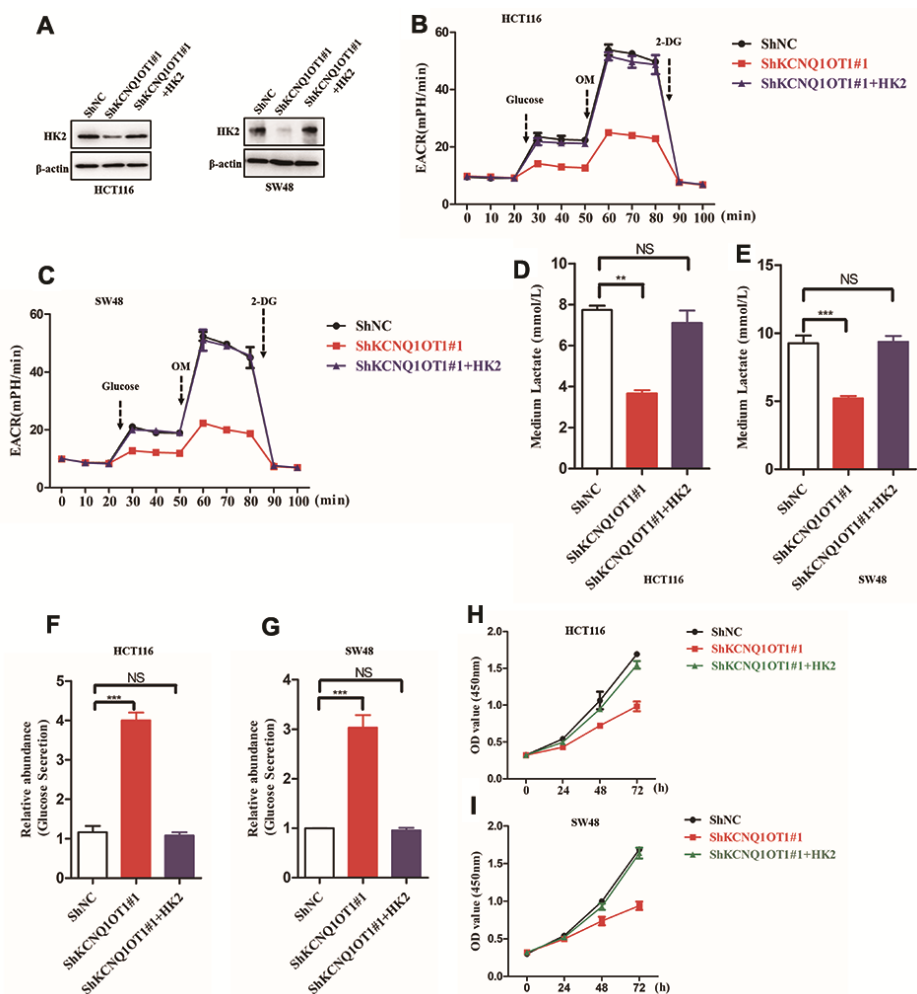 A
ShNC
ShKCNQ1OT1#1
ShKCNQ1OT1#1
+HK2
HK2
β-actin
HCT116
ShNC
ShKCNQ1OT1#1
ShKCNQ1OT1#1
+HK2
HK2
β-actin
SW48
B
HCT116
EACR(mPH/min)
60
40
20
0
Glucose
OM
2-DG
0 10 20 30 40 50 60 70 80 90 100 (min)
ShNC
ShKCNQ1OT1#1
ShKCNQ1OT1#1+HK2
C
SW48
EACR(mPH/min)
60
40
20
0
Glucose
OM
2-DG
0 10 20 30 40 50 60 70 80 90 100 (min)
ShNC
ShKCNQ1OT1#1
ShKCNQ1OT1#1+HK2
D
Medium Lactate (mmol/L)
10
8
6
4
2
0
NS
**
ShNC
ShKCNQ1OT1#1
ShKCNQ1OT1#1+HK2
HCT116
E
Medium Lactate (mmol/L)
15
10
5
0
NS
***
ShNC
ShKCNQ1OT1#1
ShKCNQ1OT1#1+HK2
SW48
F
HCT116
Relative abundance
(Glucose Secretion)
5
4
3
2
1
0
NS
***
ShNC
ShKCNQ1OT1#1
ShKCNQ1OT1#1+HK2
G
SW48
Relative abundance
(Glucose Secretion)
4
3
2
1
0
NS
***
ShNC
ShKCNQ1OT1#1
ShKCNQ1OT1#1+HK2
H
HCT116
OD value (450nm)
2.0
1.5
1.0
0.5
0.0
0 24 48 72 (h)
ShNC
ShKCNQ1OT1#1
ShKCNQ1OT1#1+HK2
I
SW48
OD value (450nm)
2.0
1.5
1.0
0.5
0.0
0 24 48 72 (h)
ShNC
ShKCNQ1OT1#1
ShKCNQ1OT1#1+HK2